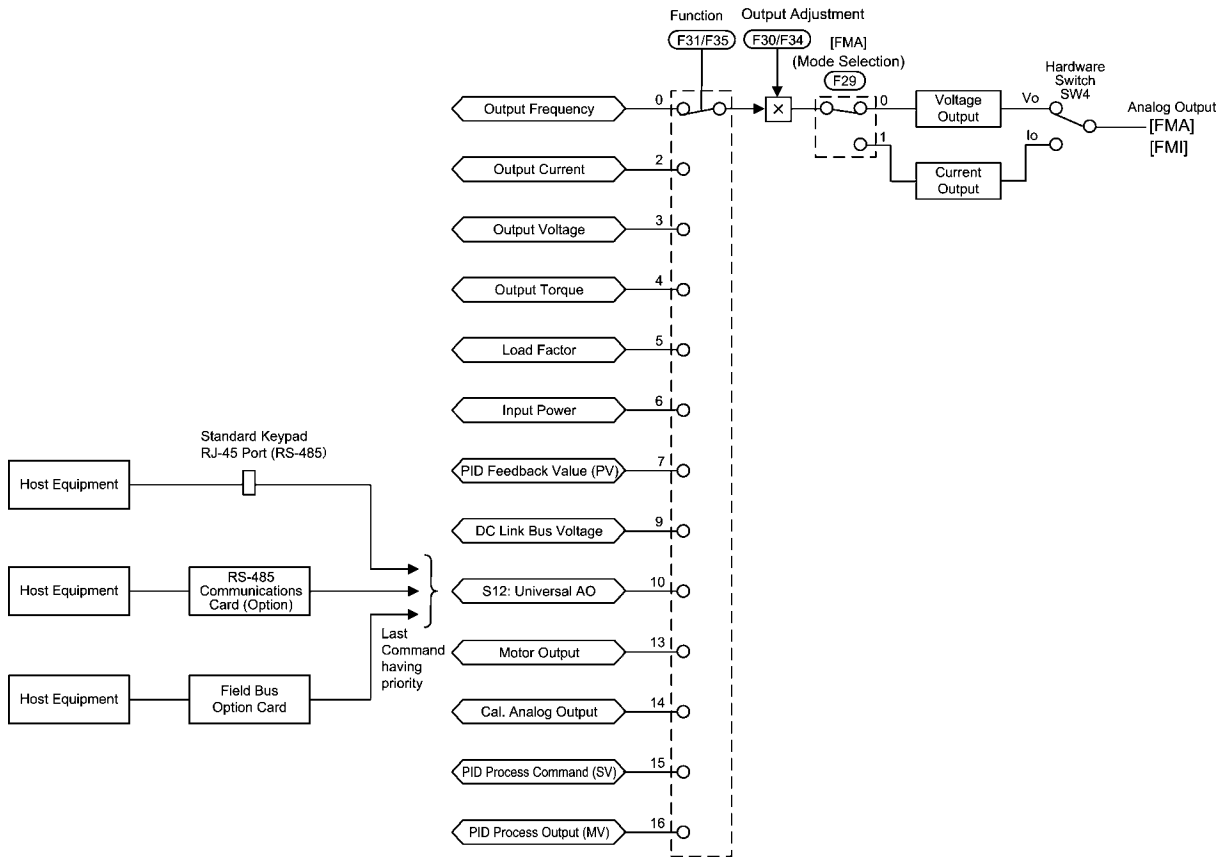 Function
F31/F35
Output Adjustment
F30/F34
[FMA]
(Mode Selection)
F29
Hardware
Switch
SW4
Output Frequency
0
×
0
1
Voltage
Output
Vo
Current
Output
Io
Analog Output
[FMA]
[FMI]
Output Current
2
Output Voltage
3
Output Torque
4
Load Factor
5
Input Power
6
PID Feedback Value (PV)
7
DC Link Bus Voltage
9
S12: Universal AO
10
Motor Output
13
Cal. Analog Output
14
PID Process Command (SV)
15
PID Process Output (MV)
16
Standard Keypad
RJ-45 Port (RS-485)
Host Equipment
Host Equipment
RS-485
Communications
Card (Option)
Last
Command
having
priority
Host Equipment
Field Bus
Option Card